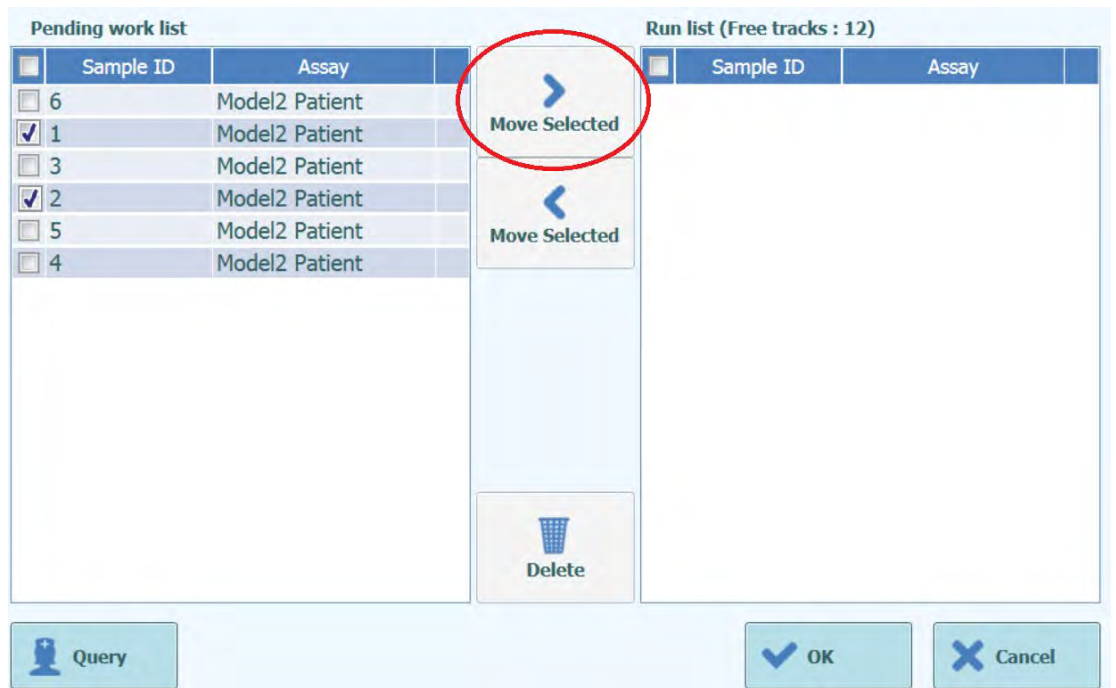 Pending work list
Run list (Free tracks : 12)
Sample ID Assay
Sample ID Assay
6 Model2 Patient
1 Model2 Patient
3 Model2 Patient
2 Model2 Patient
5 Model2 Patient
4 Model2 Patient
Move Selected
Move Selected
Delete
Query
OK
Cancel